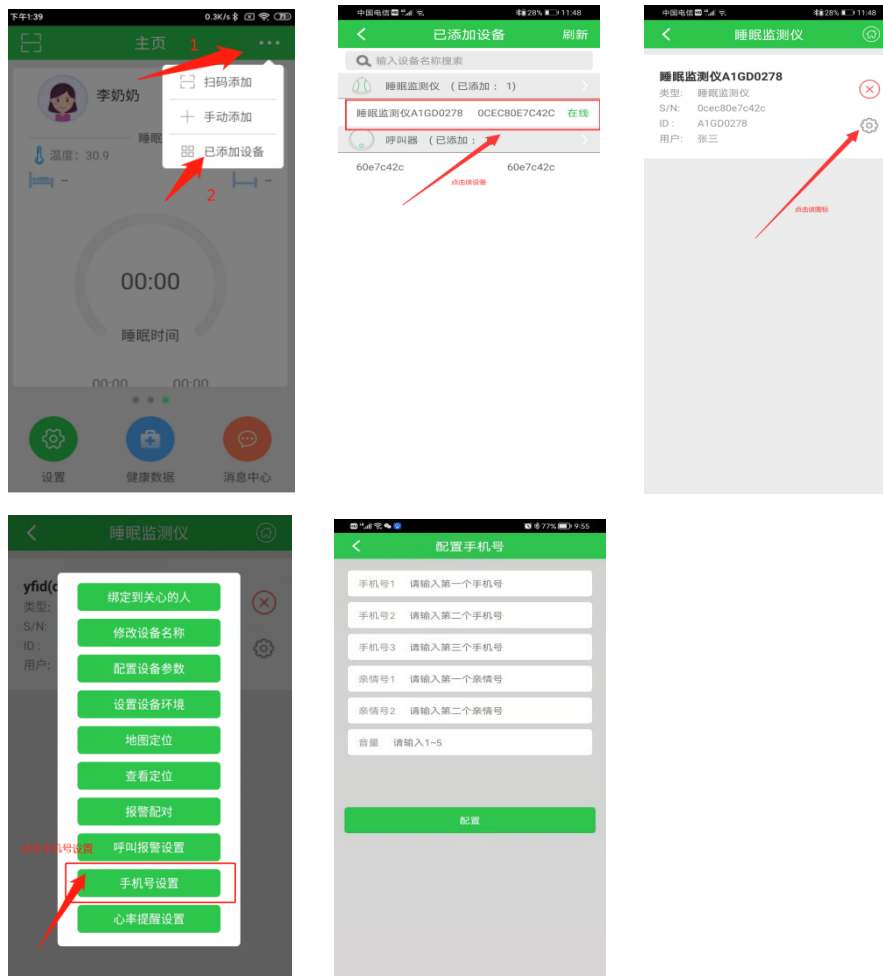 下午1:39
0.3K/s
主页
1
扫码添加
李奶奶
手动添加
睡眠
已添加设备
温度: 30.9
--
--
2
00:00
睡眠时间
00:00
00:00
设置
健康数据
消息中心
中国电信
28%
11:48
已添加设备
刷新
输入设备名称搜索
睡眠监测仪 (已添加: 1)
睡眠监测仪A1GD0278
0CEC80E7C42C
在线
呼叫器 (已添加:
60e7c42c
60e7c42c
点击该设备
中国电信
28%
11:48
睡眠监测仪
睡眠监测仪A1GD0278
类型: 睡眠监测仪
S/N: 0cec80e7c42c
ID: A1GD0278
用户: 张三
点击该图标
睡眠监测仪
yfid(
类型:
S/N:
ID:
用户:
绑定到关心的人
修改设备名称
配置设备参数
设置设备环境
地图定位
查看定位
报警配对
呼叫报警设置
手机号设置
手机号设置
心率提醒设置
77%
9:55
配置手机号
手机号1 请输入第一个手机号
手机号2 请输入第二个手机号
手机号3 请输入第三个手机号
亲情号1 请输入第一个亲情号
亲情号2 请输入第二个亲情号
音量 请输入1~5
配置